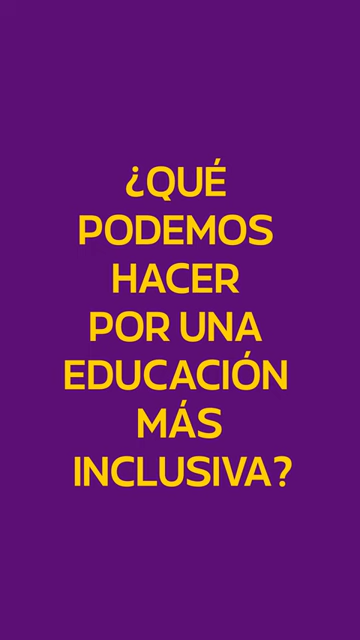 ¿QUÉ
PODEMOS
HACER
POR UNA
EDUCACIÓN
MÁS
INCLUSIVA?